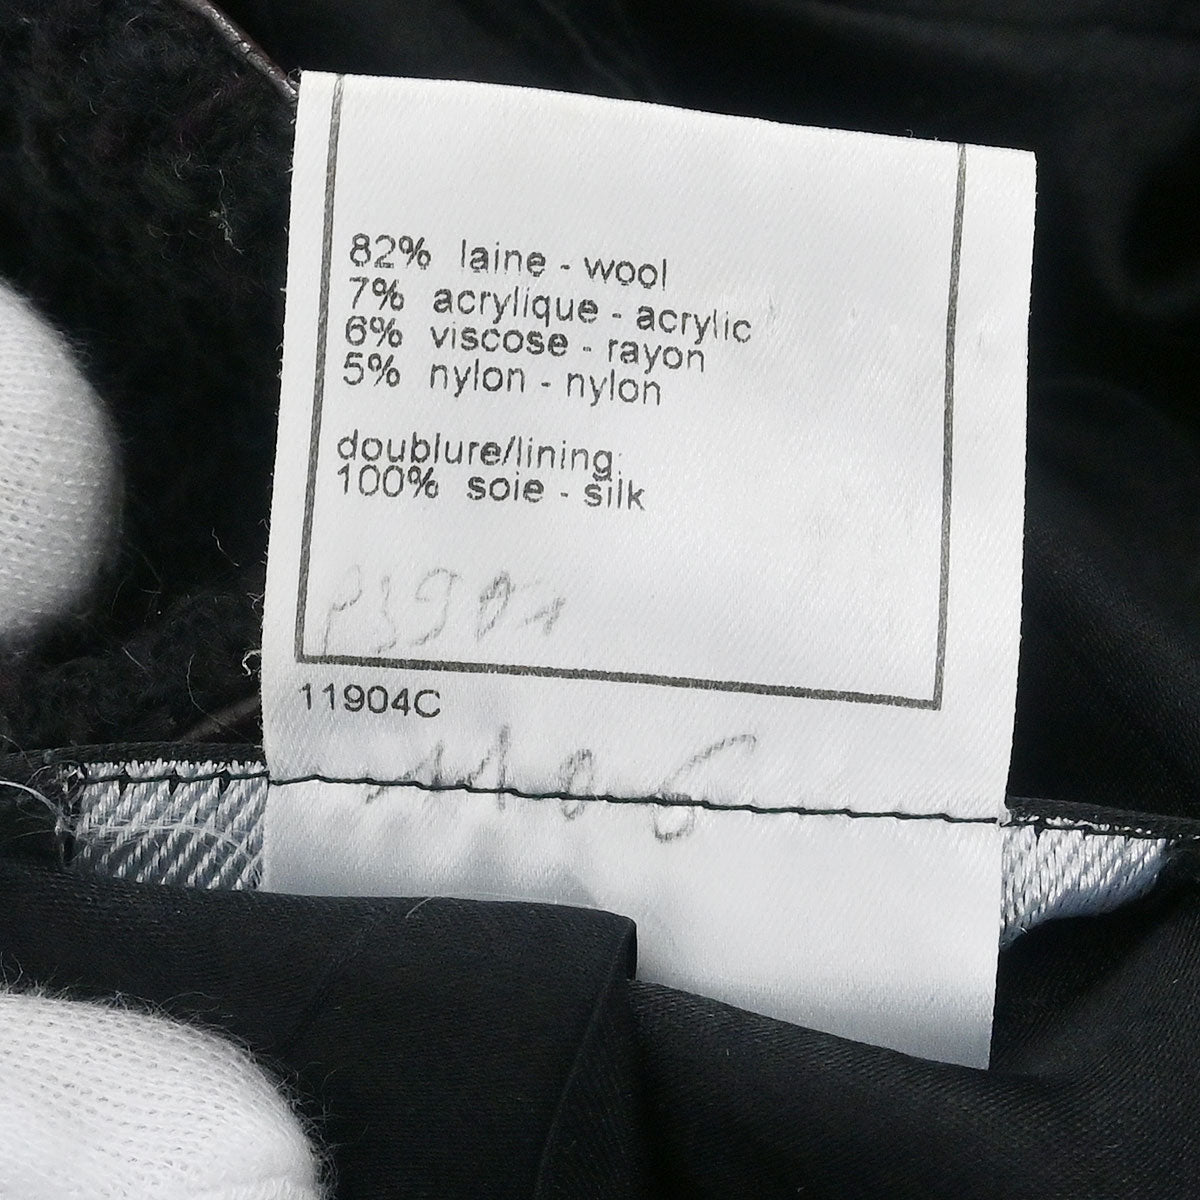 82% laine - wool
7% acrylique - acrylic
6% viscose - rayon
5% nylon - nylon
doublure/lining:
100% soie - silk
11904C